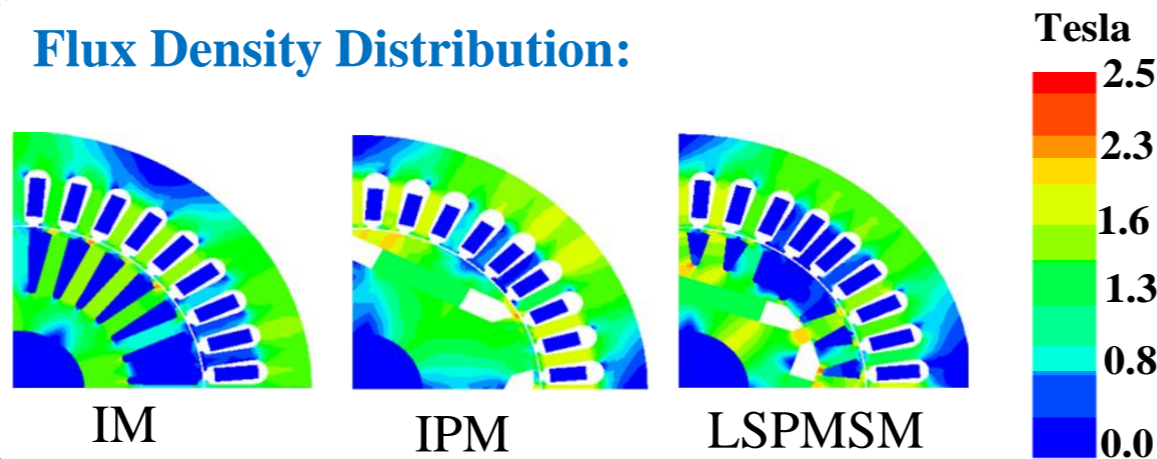 Flux Density Distribution:
Tesla
2.5
2.3
1.6
1.3
0.8
0.0
IM
IPM
LSPMSM